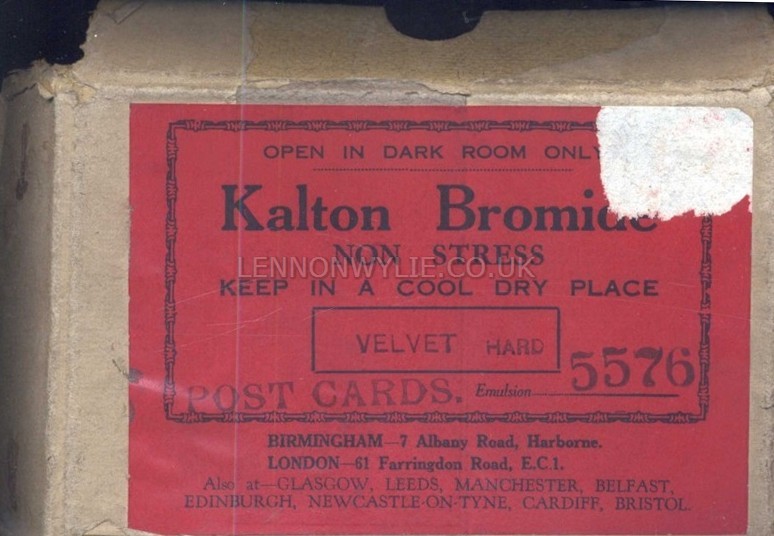 OPEN IN DARK ROOM ONLY
Kalton Bromide
NON STRESS
LENNONWYLIE.CO.UK
KEEP IN A COOL DRY PLACE
VELVET HARD
POST CARDS. Emulsion 5576
BIRMINGHAM—7 Albany Road, Harborne.
LONDON—61 Farringdon Road, E.C.1.
Also at—GLASGOW, LEEDS, MANCHESTER, BELFAST,
EDINBURGH, NEWCASTLE-ON-TYNE, CARDIFF, BRISTOL.